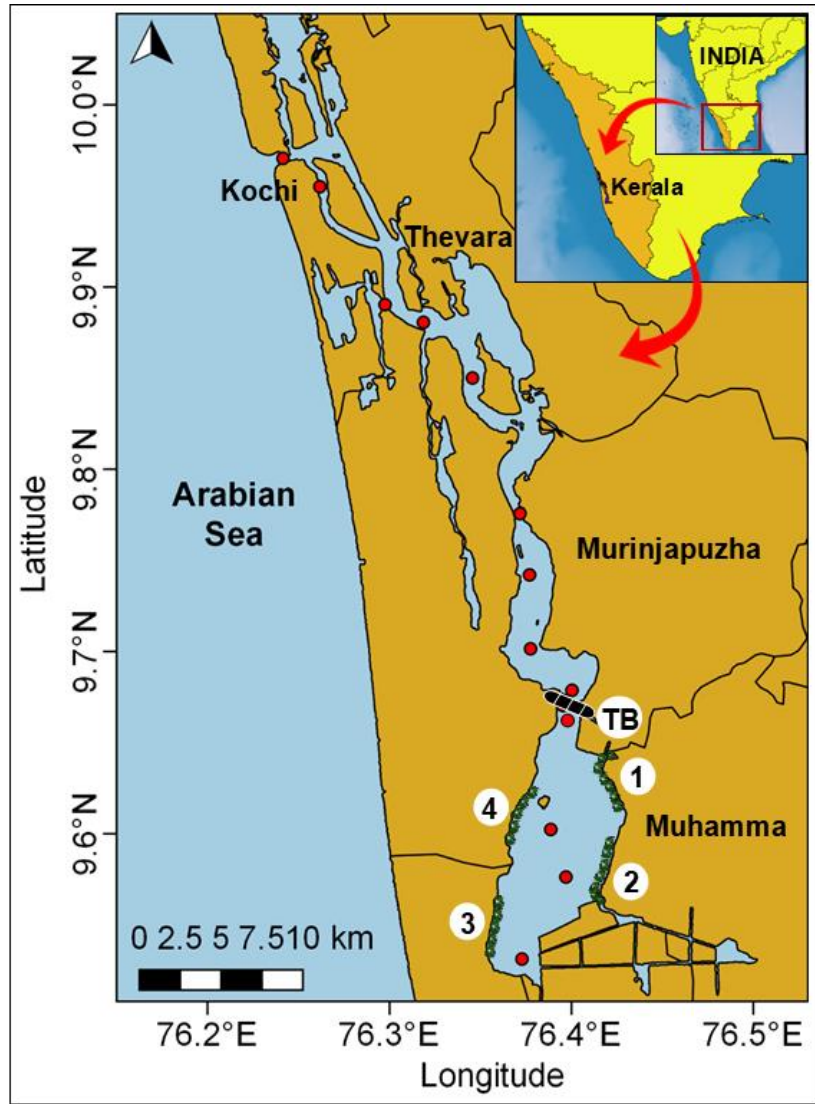 INDIA
Kerala
10.0°N
9.9°N
9.8°N
9.7°N
9.6°N
Latitude
Kochi
Thevara
Arabian
Sea
Murinjapuzha
TB
1
4
Muhamma
2
3
0 2.5 5 7.510 km
76.2°E 76.3°E 76.4°E 76.5°E
Longitude